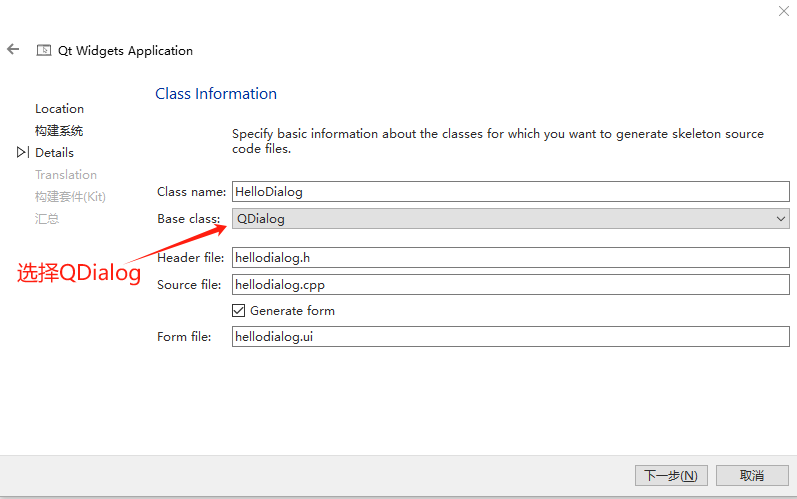 Qt Widgets Application
Class Information
Location
构建系统
Details
Translation
构建套件(Kit)
汇总
Specify basic information about the classes for which you want to generate skeleton source
code files.
Class name: HelloDialog
Base class: QDialog
选择QDialog
Header file: hellodialog.h
Source file: hellodialog.cpp
Generate form
Form file: hellodialog.ui
下一步(N) 取消